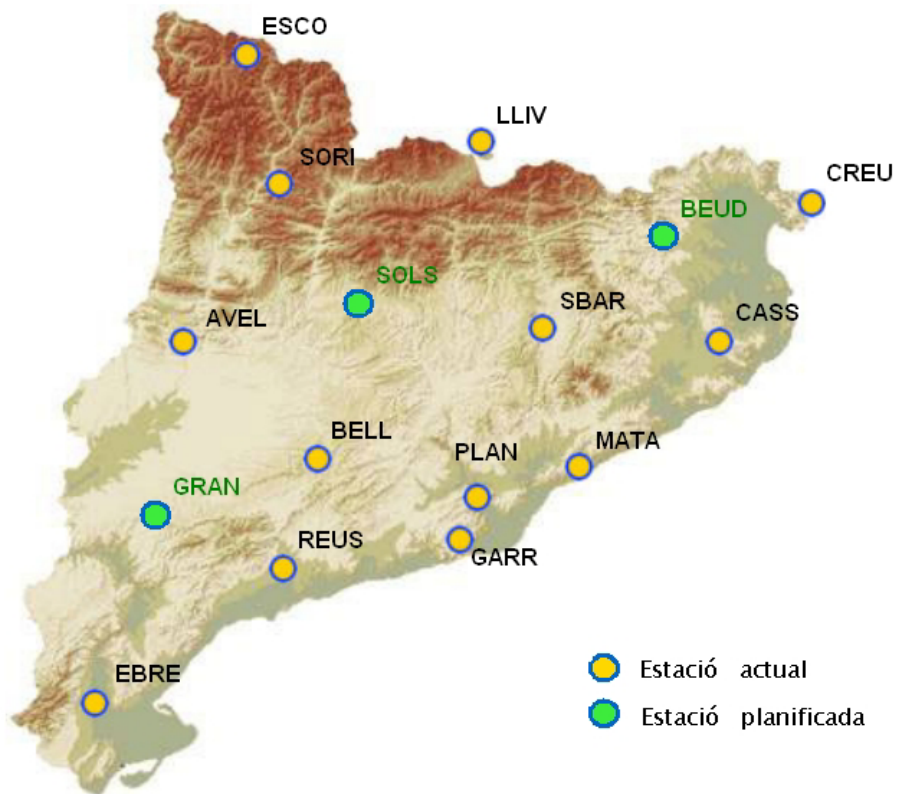 ESCO
LLIV
SORI
CREU
BEUD
SOLS
SBAR
AVEL
CASS
BELL
MATA
PLAN
GRAN
REUS
GARR
EBRE
Estació actual
Estació planificada